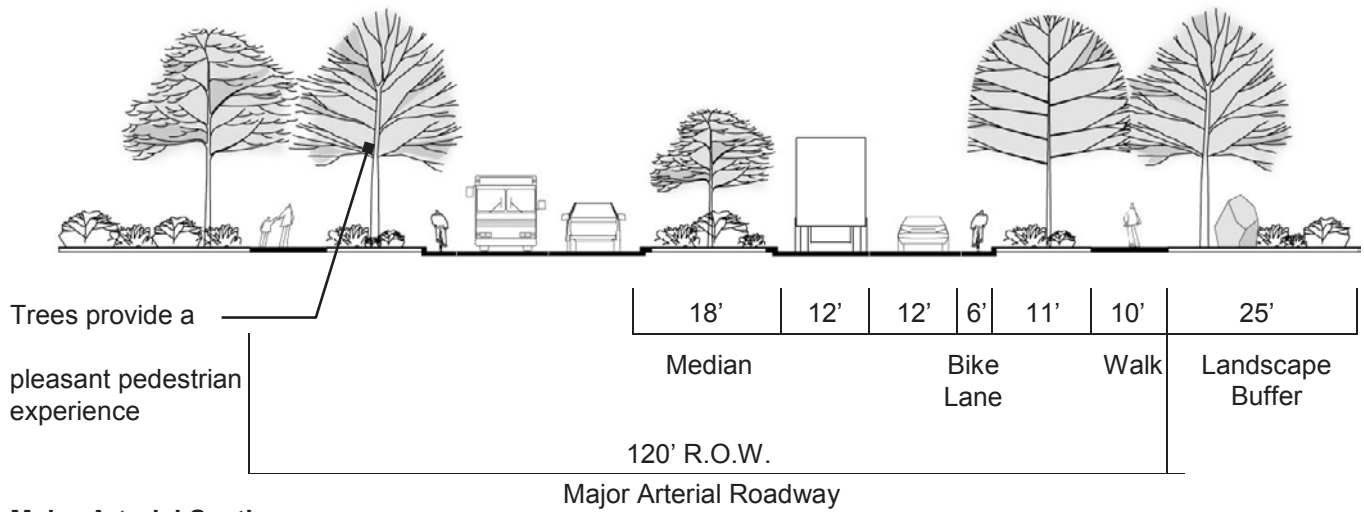 Trees provide a
pleasant pedestrian
experience
18’ 12’ 12’ 6’ 11’ 10’ 25’
Median
Bike
Lane
Walk
Landscape
Buffer
120’ R.O.W.
Major Arterial Roadway